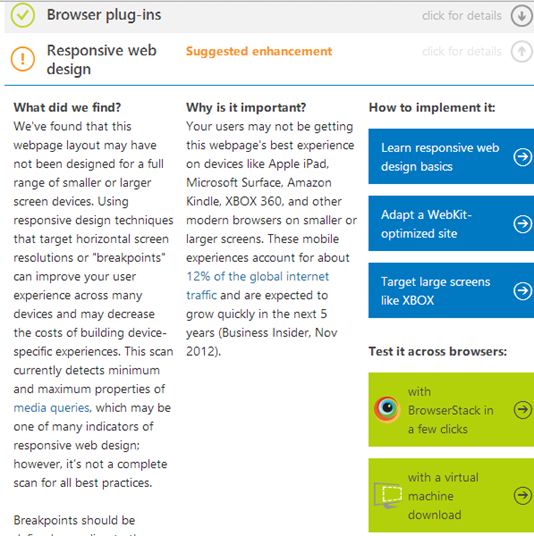 Browser plug-ins
click for details
Responsive web
design
Suggested enhancement
click for details
What did we find?
We've found that this
webpage layout may have
not been designed for a full
range of smaller or larger
screen devices. Using
responsive design techniques
that target horizontal screen
resolutions or "breakpoints"
can improve your user
experience across many
devices and may decrease
the costs of building device-
specific experiences. This scan
currently detects minimum
and maximum properties of
media queries, which may be
one of many indicators of
responsive web design;
however, it's not a complete
scan for all best practices.
Breakpoints should be
Why is it important?
Your users may not be getting
this webpage's best experience
on devices like Apple iPad,
Microsoft Surface, Amazon
Kindle, XBOX 360, and other
modern browsers on smaller or
larger screens. These mobile
experiences account for about
12% of the global internet
traffic and are expected to
grow quickly in the next 5
years (Business Insider, Nov
2012).
How to implement it:
Learn responsive web
design basics
Adapt a WebKit-
optimized site
Target large screens
like XBOX
Test it across browsers:
with
BrowserStack in
a few clicks
with a virtual
machine
download